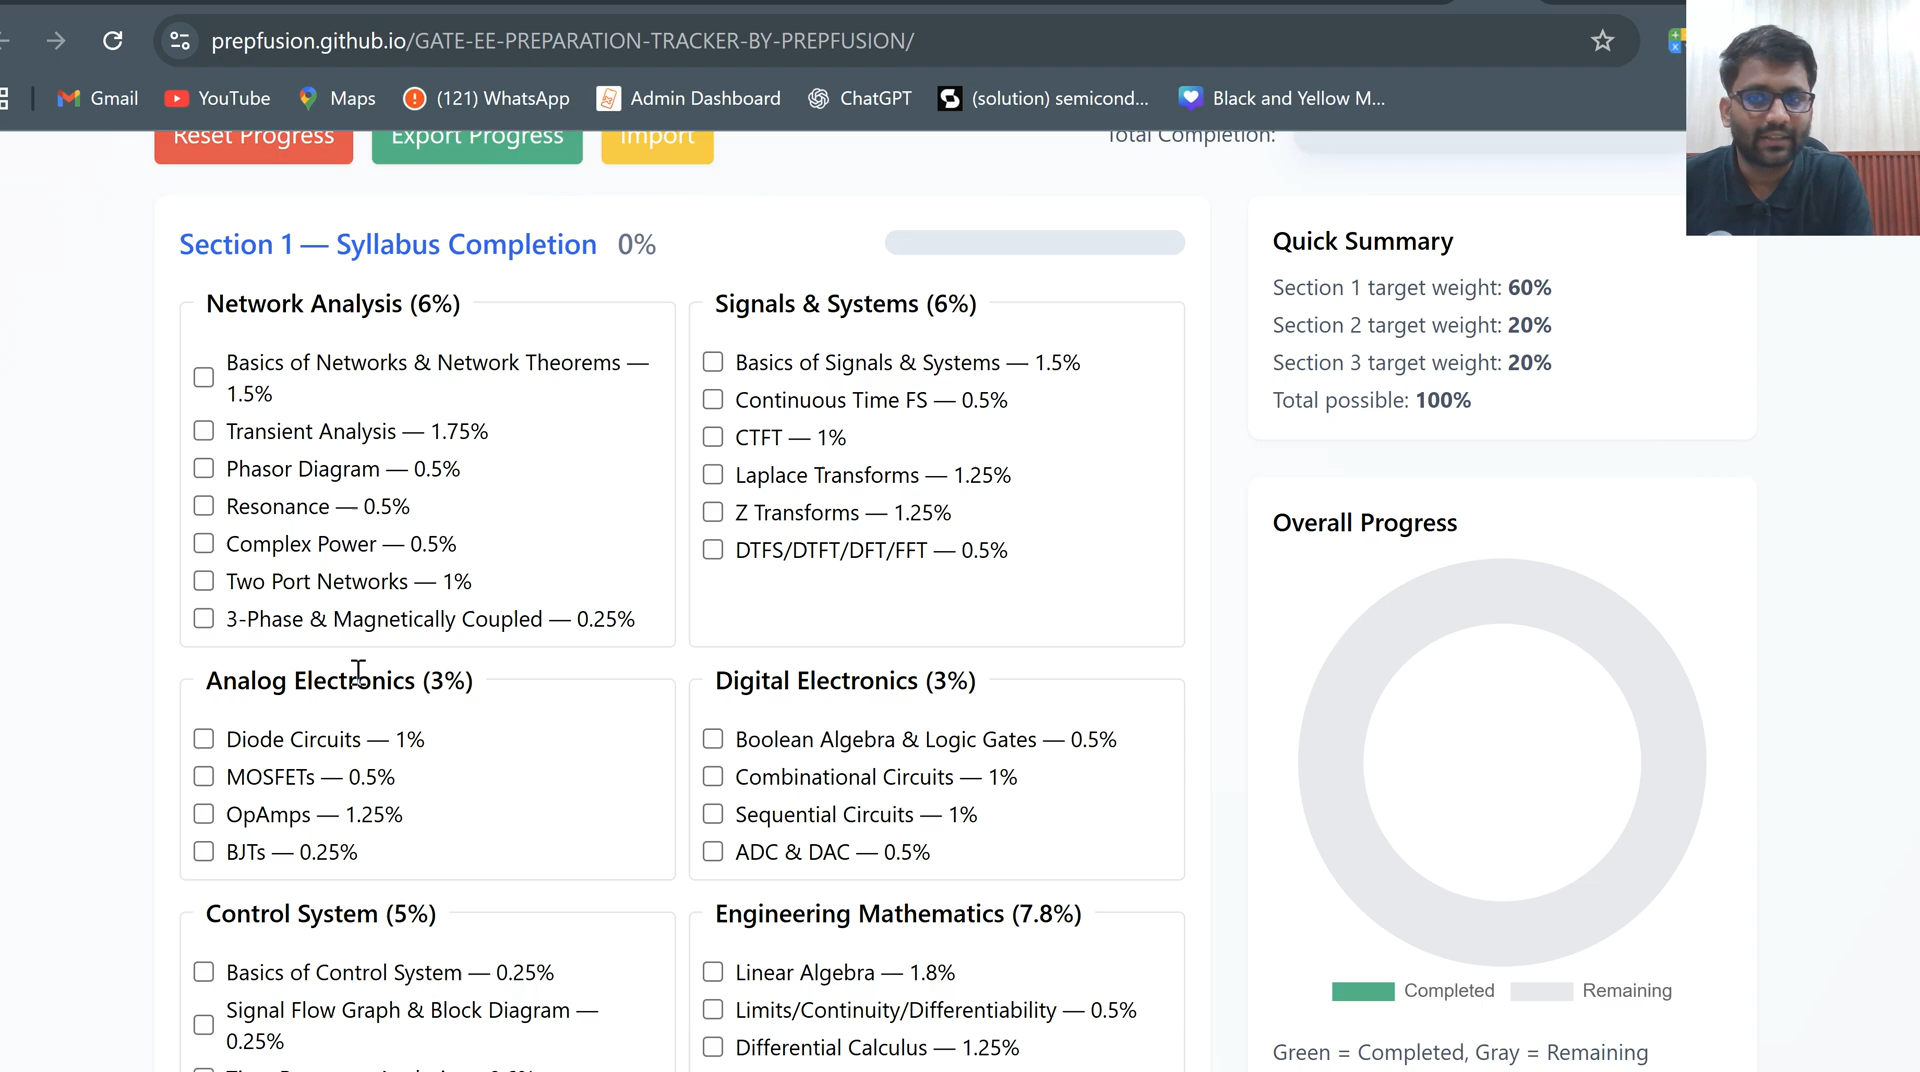 prepfusion.github.io/GATE-EE-PREPARATION-TRACKER-BY-PREPFUSION/
Gmail
YouTube
Maps
(121) WhatsApp
Admin Dashboard
ChatGPT
(solution) semicond...
Black and Yellow M...
Reset Progress
Export Progress
Import
Total Completion:
Section 1 — Syllabus Completion 0%
Network Analysis (6%)
Basics of Networks & Network Theorems —
1.5%
Transient Analysis — 1.75%
Phasor Diagram — 0.5%
Resonance — 0.5%
Complex Power — 0.5%
Two Port Networks — 1%
3-Phase & Magnetically Coupled — 0.25%
Signals & Systems (6%)
Basics of Signals & Systems — 1.5%
Continuous Time FS — 0.5%
CTFT — 1%
Laplace Transforms — 1.25%
Z Transforms — 1.25%
DTFS/DTFT/DFT/FFT — 0.5%
Analog Electronics (3%)
Diode Circuits — 1%
MOSFETs — 0.5%
OpAmps — 1.25%
BJTs — 0.25%
Digital Electronics (3%)
Boolean Algebra & Logic Gates — 0.5%
Combinational Circuits — 1%
Sequential Circuits — 1%
ADC & DAC — 0.5%
Control System (5%)
Basics of Control System — 0.25%
Signal Flow Graph & Block Diagram —
0.25%
Engineering Mathematics (7.8%)
Linear Algebra — 1.8%
Limits/Continuity/Differentiability — 0.5%
Differential Calculus — 1.25%
Quick Summary
Section 1 target weight: 60%
Section 2 target weight: 20%
Section 3 target weight: 20%
Total possible: 100%
Overall Progress
Completed
Remaining
Green = Completed, Gray = Remaining